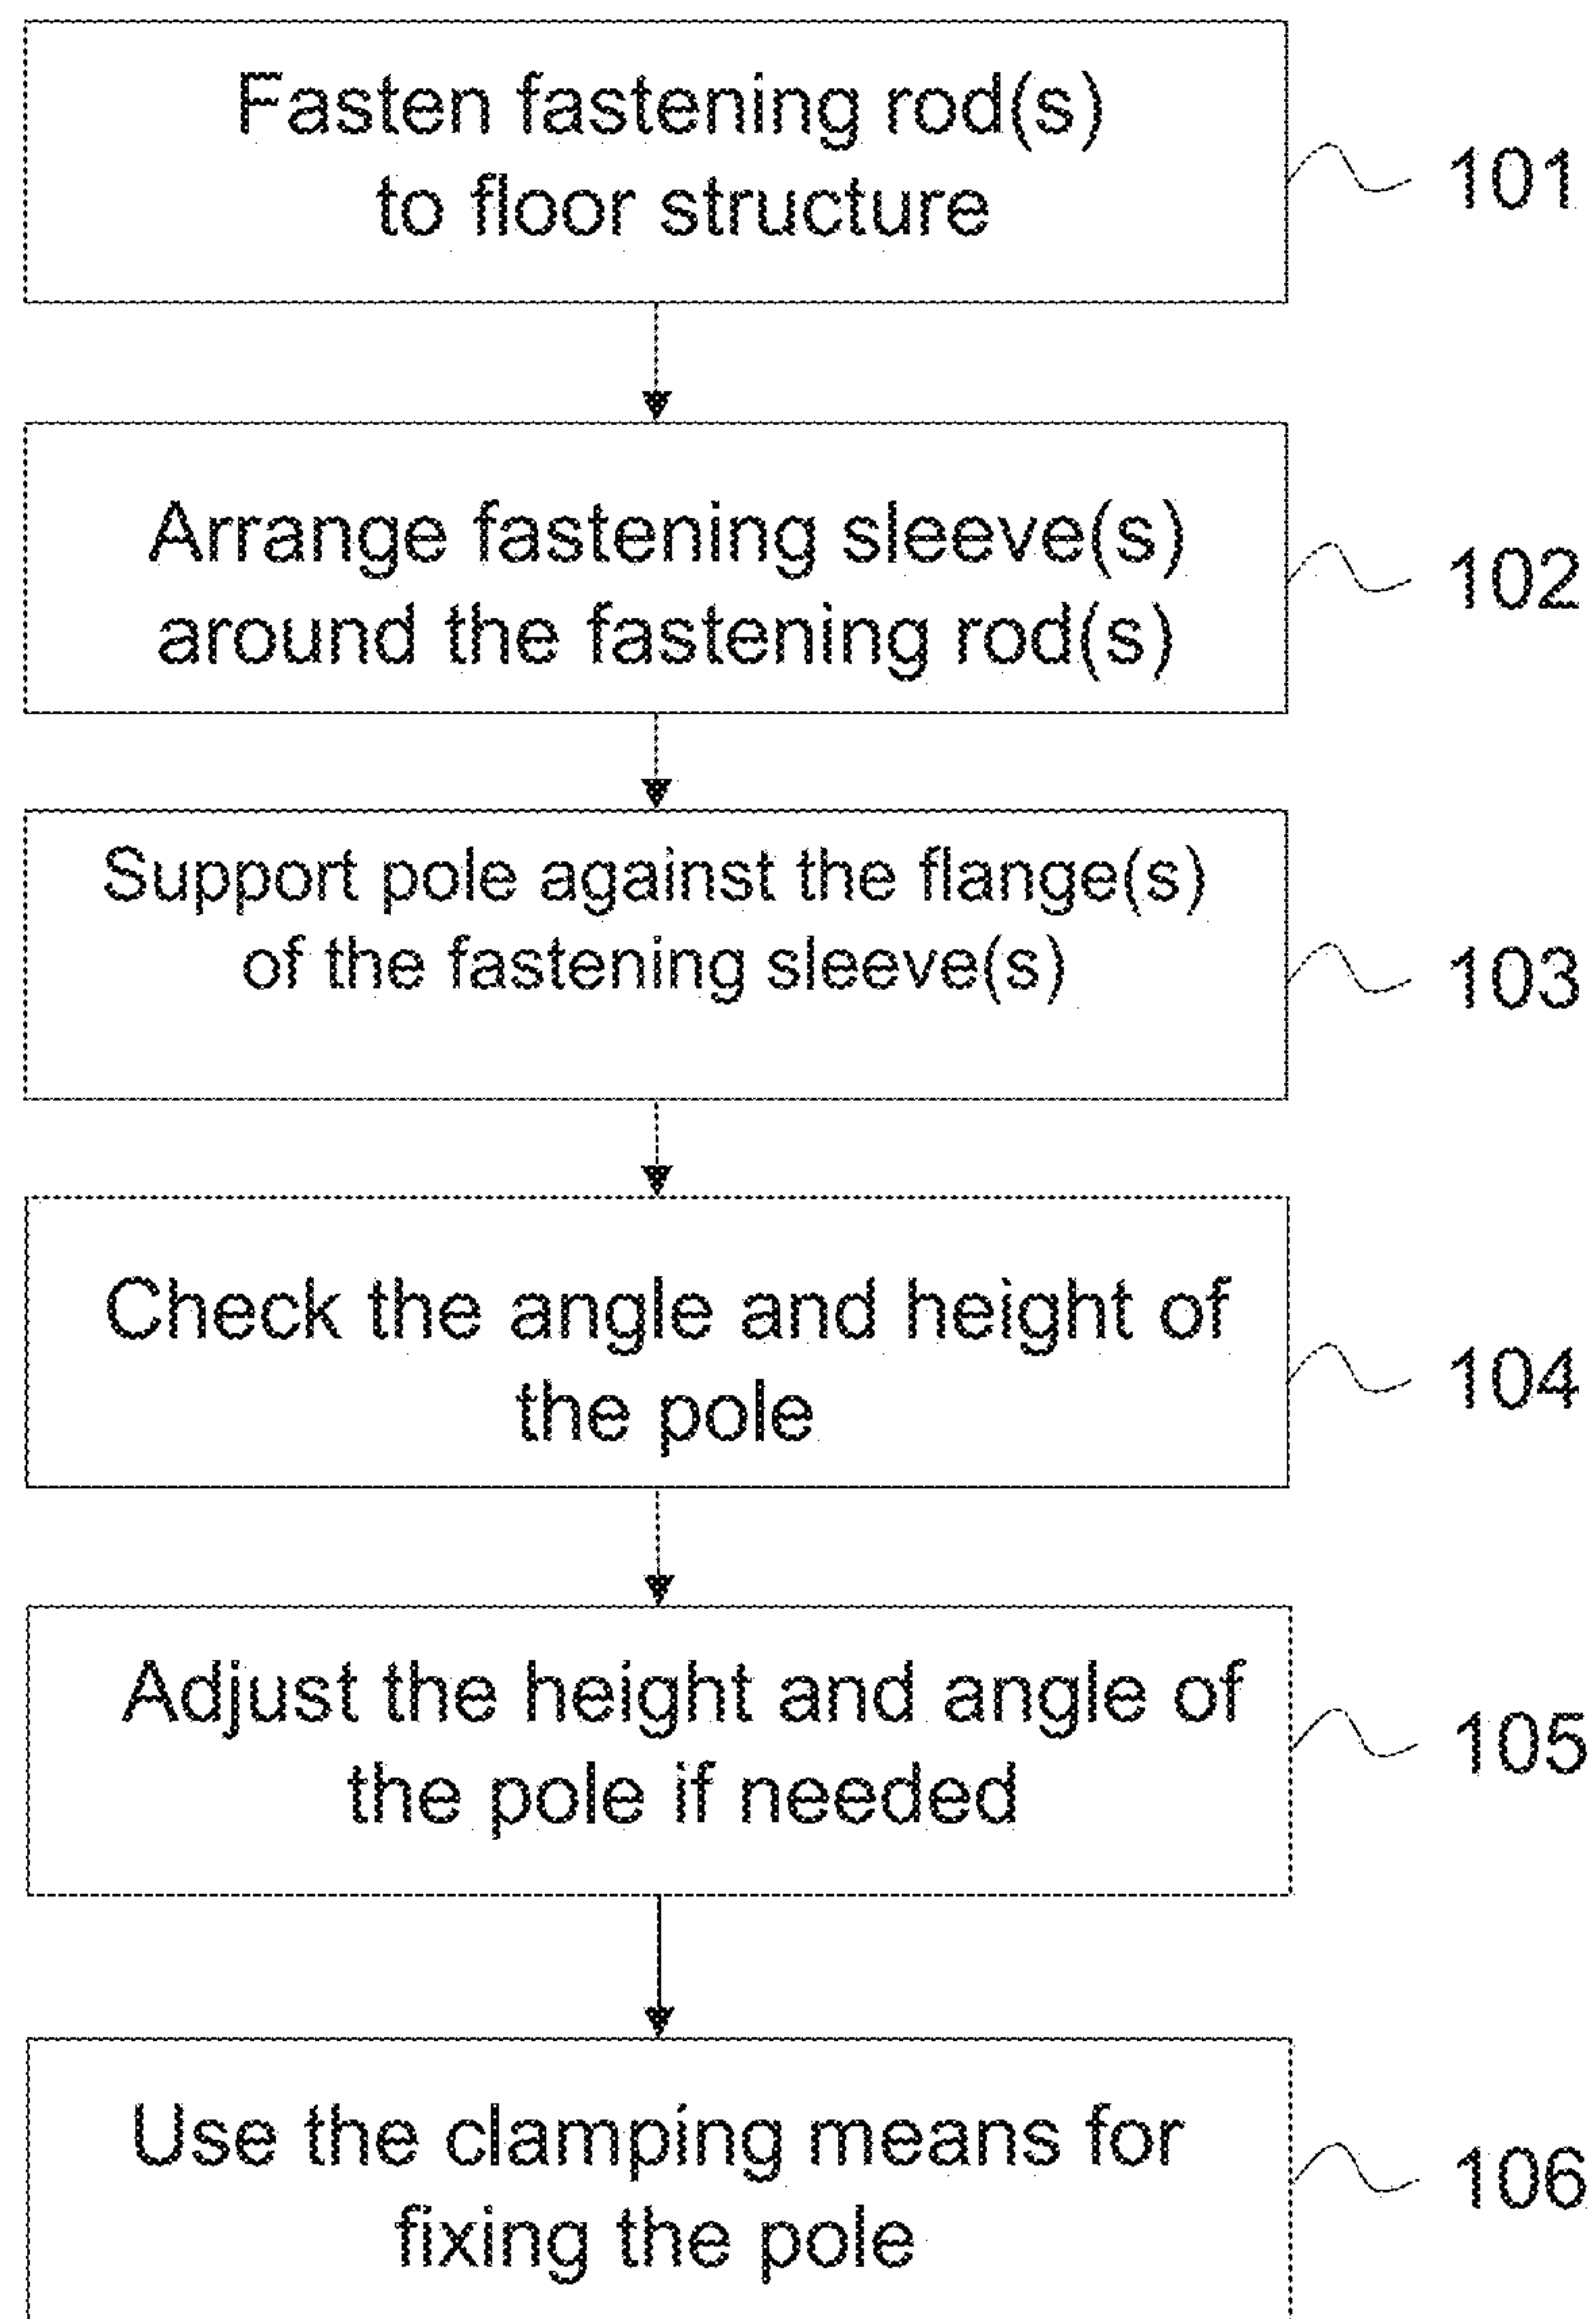 Fasten fastening rod(s)
to floor structure
101
Arrange fastening sleeve(s)
around the fastening rod(s)
102
Support pole against the flange(s)
of the fastening sleeve(s)
103
Check the angle and height of
the pole
104
Adjust the height and angle of
the pole if needed
105
Use the clamping means for
fixing the pole
106